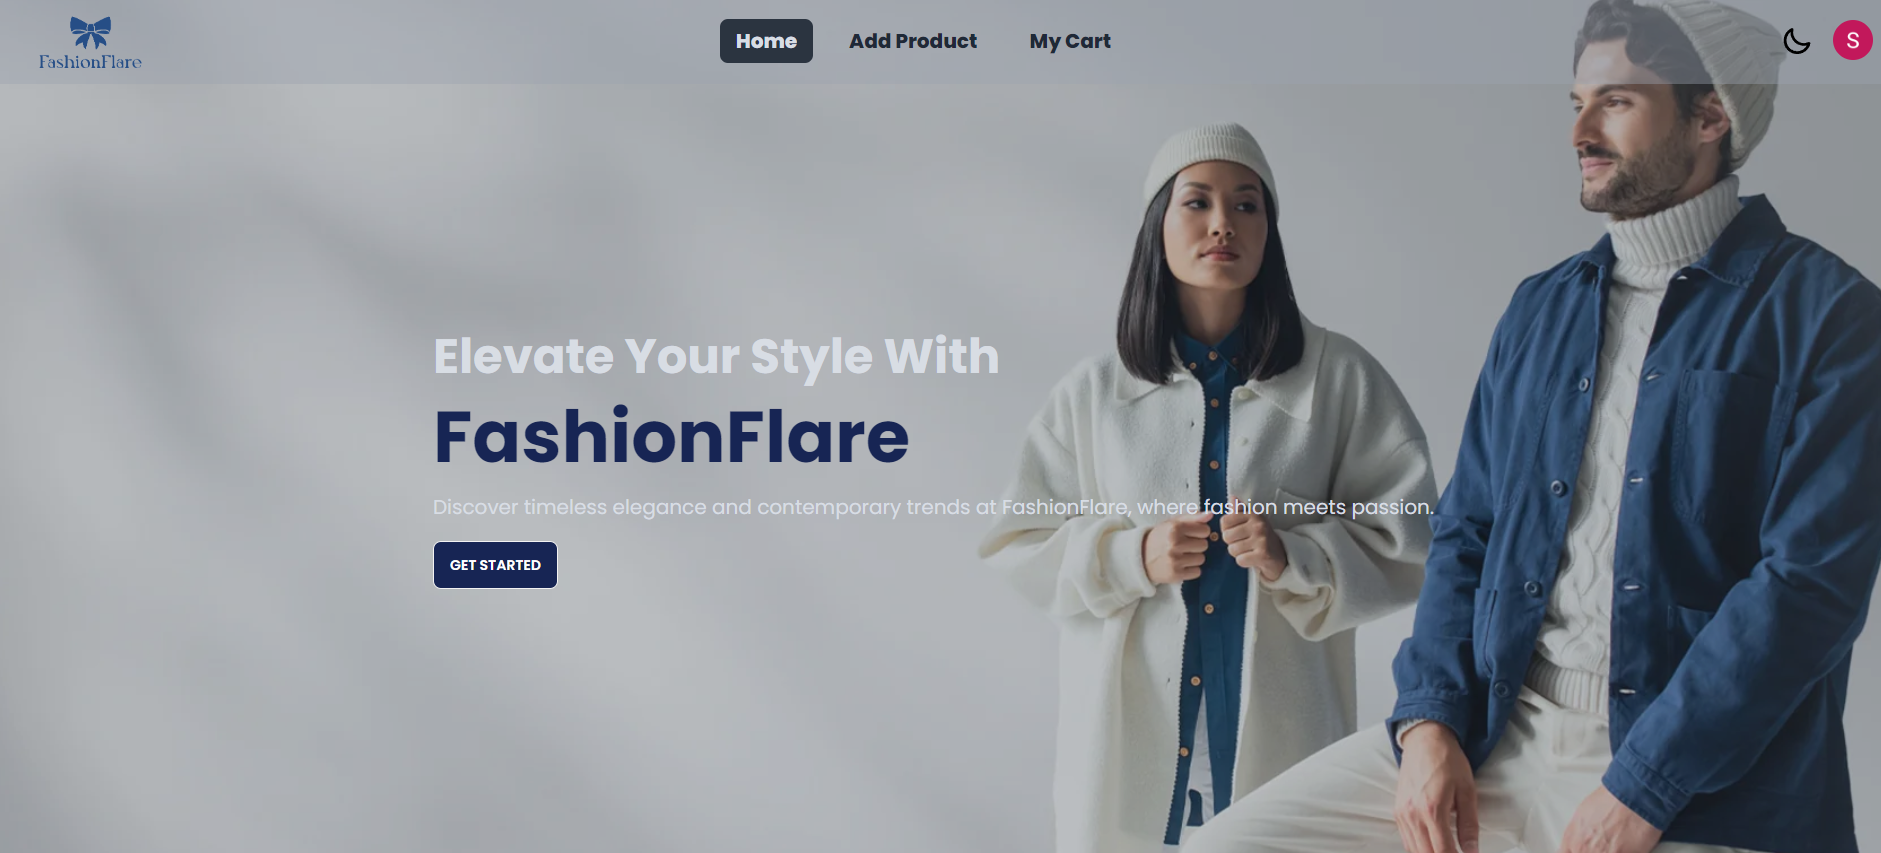 FashionFlare
Home
Add Product
My Cart
S
Elevate Your Style With
FashionFlare
Discover timeless elegance and contemporary trends at FashionFlare, where fashion meets passion.
GET STARTED